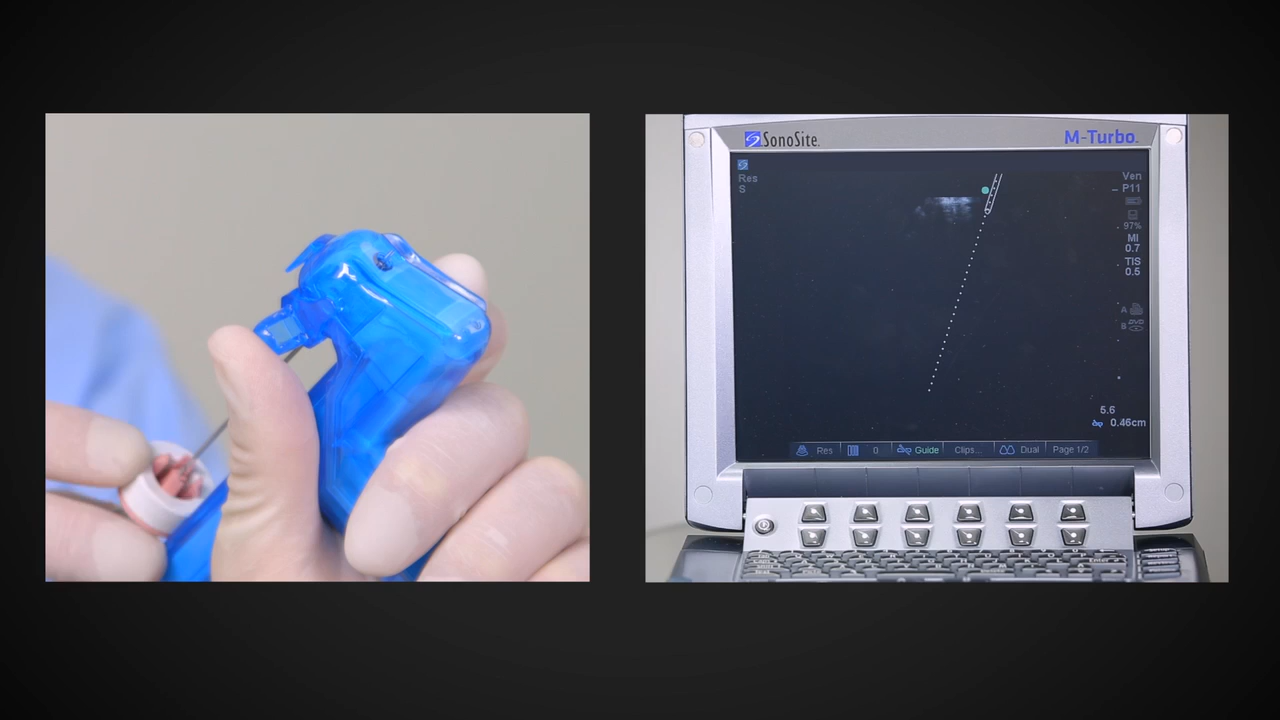 SonoSite.
M-Turbo.
Res
S
Ven
P11
97%
MI
0.7
TIS
0.5
A
B DVD
5.6
0.46cm
Res 0 Guide Clips... Dual Page 1/2